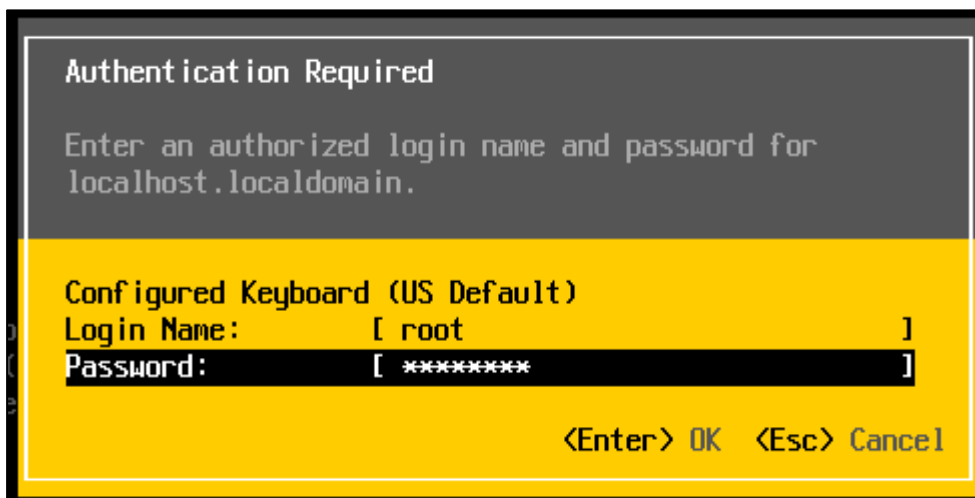 Authentication Required
Enter an authorized login name and password for
localhost.localdomain.
Configured Keyboard (US Default)
Login Name: [ root ]
Password: [ ******** ]
<Enter> OK <Esc> Cancel